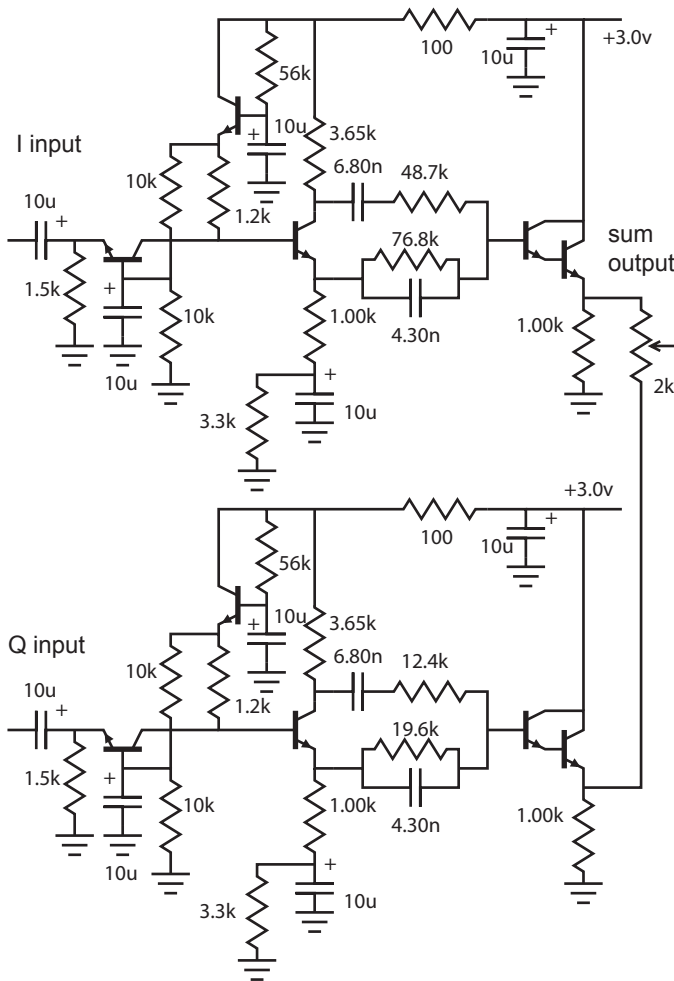 100
10u
+
+3.0v
56k
I input
+
10u
3.65k
10k
6.80n
48.7k
10u
+
1.2k
76.8k
sum
output
1.5k
+
10k
1.00k
4.30n
1.00k
10u
+
3.3k
10u
2k
+3.0v
100
10u
+
56k
+
10u
3.65k
Q input
10k
6.80n
12.4k
10u
+
1.2k
19.6k
1.5k
+
10k
1.00k
4.30n
1.00k
10u
+
3.3k
10u